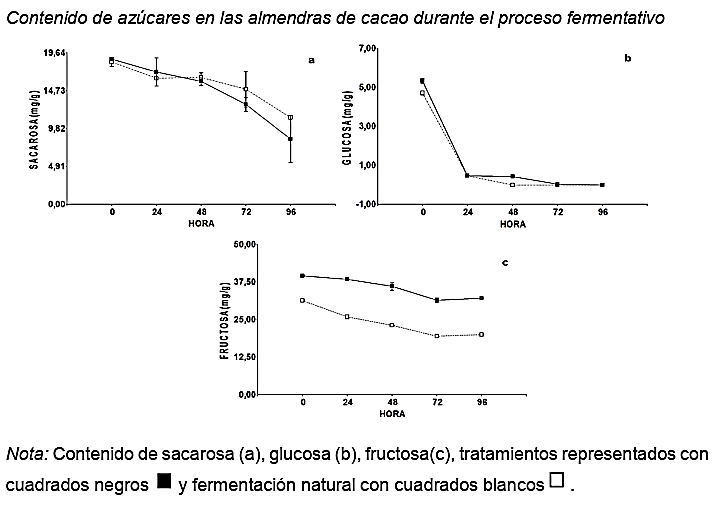 Contenido de azúcares en las almendras de cacao durante el proceso fermentativo
a
SACAROSA(mg/g)
19,64
14,73
9,82
4,91
0,00
0 24 48 72 96
HORA
b
GLUCOSA(mg/g)
7,00
5,00
3,00
1,00
-1,00
0 24 48 72 96
HORA
c
FRUCTOSA(mg/g)
50,00
37,50
25,00
12,50
0,00
0 24 48 72 96
HORA
Nota: Contenido de sacarosa (a), glucosa (b), fructosa(c), tratamientos representados con
cuadrados negros ■ y fermentación natural con cuadrados blancos □ .